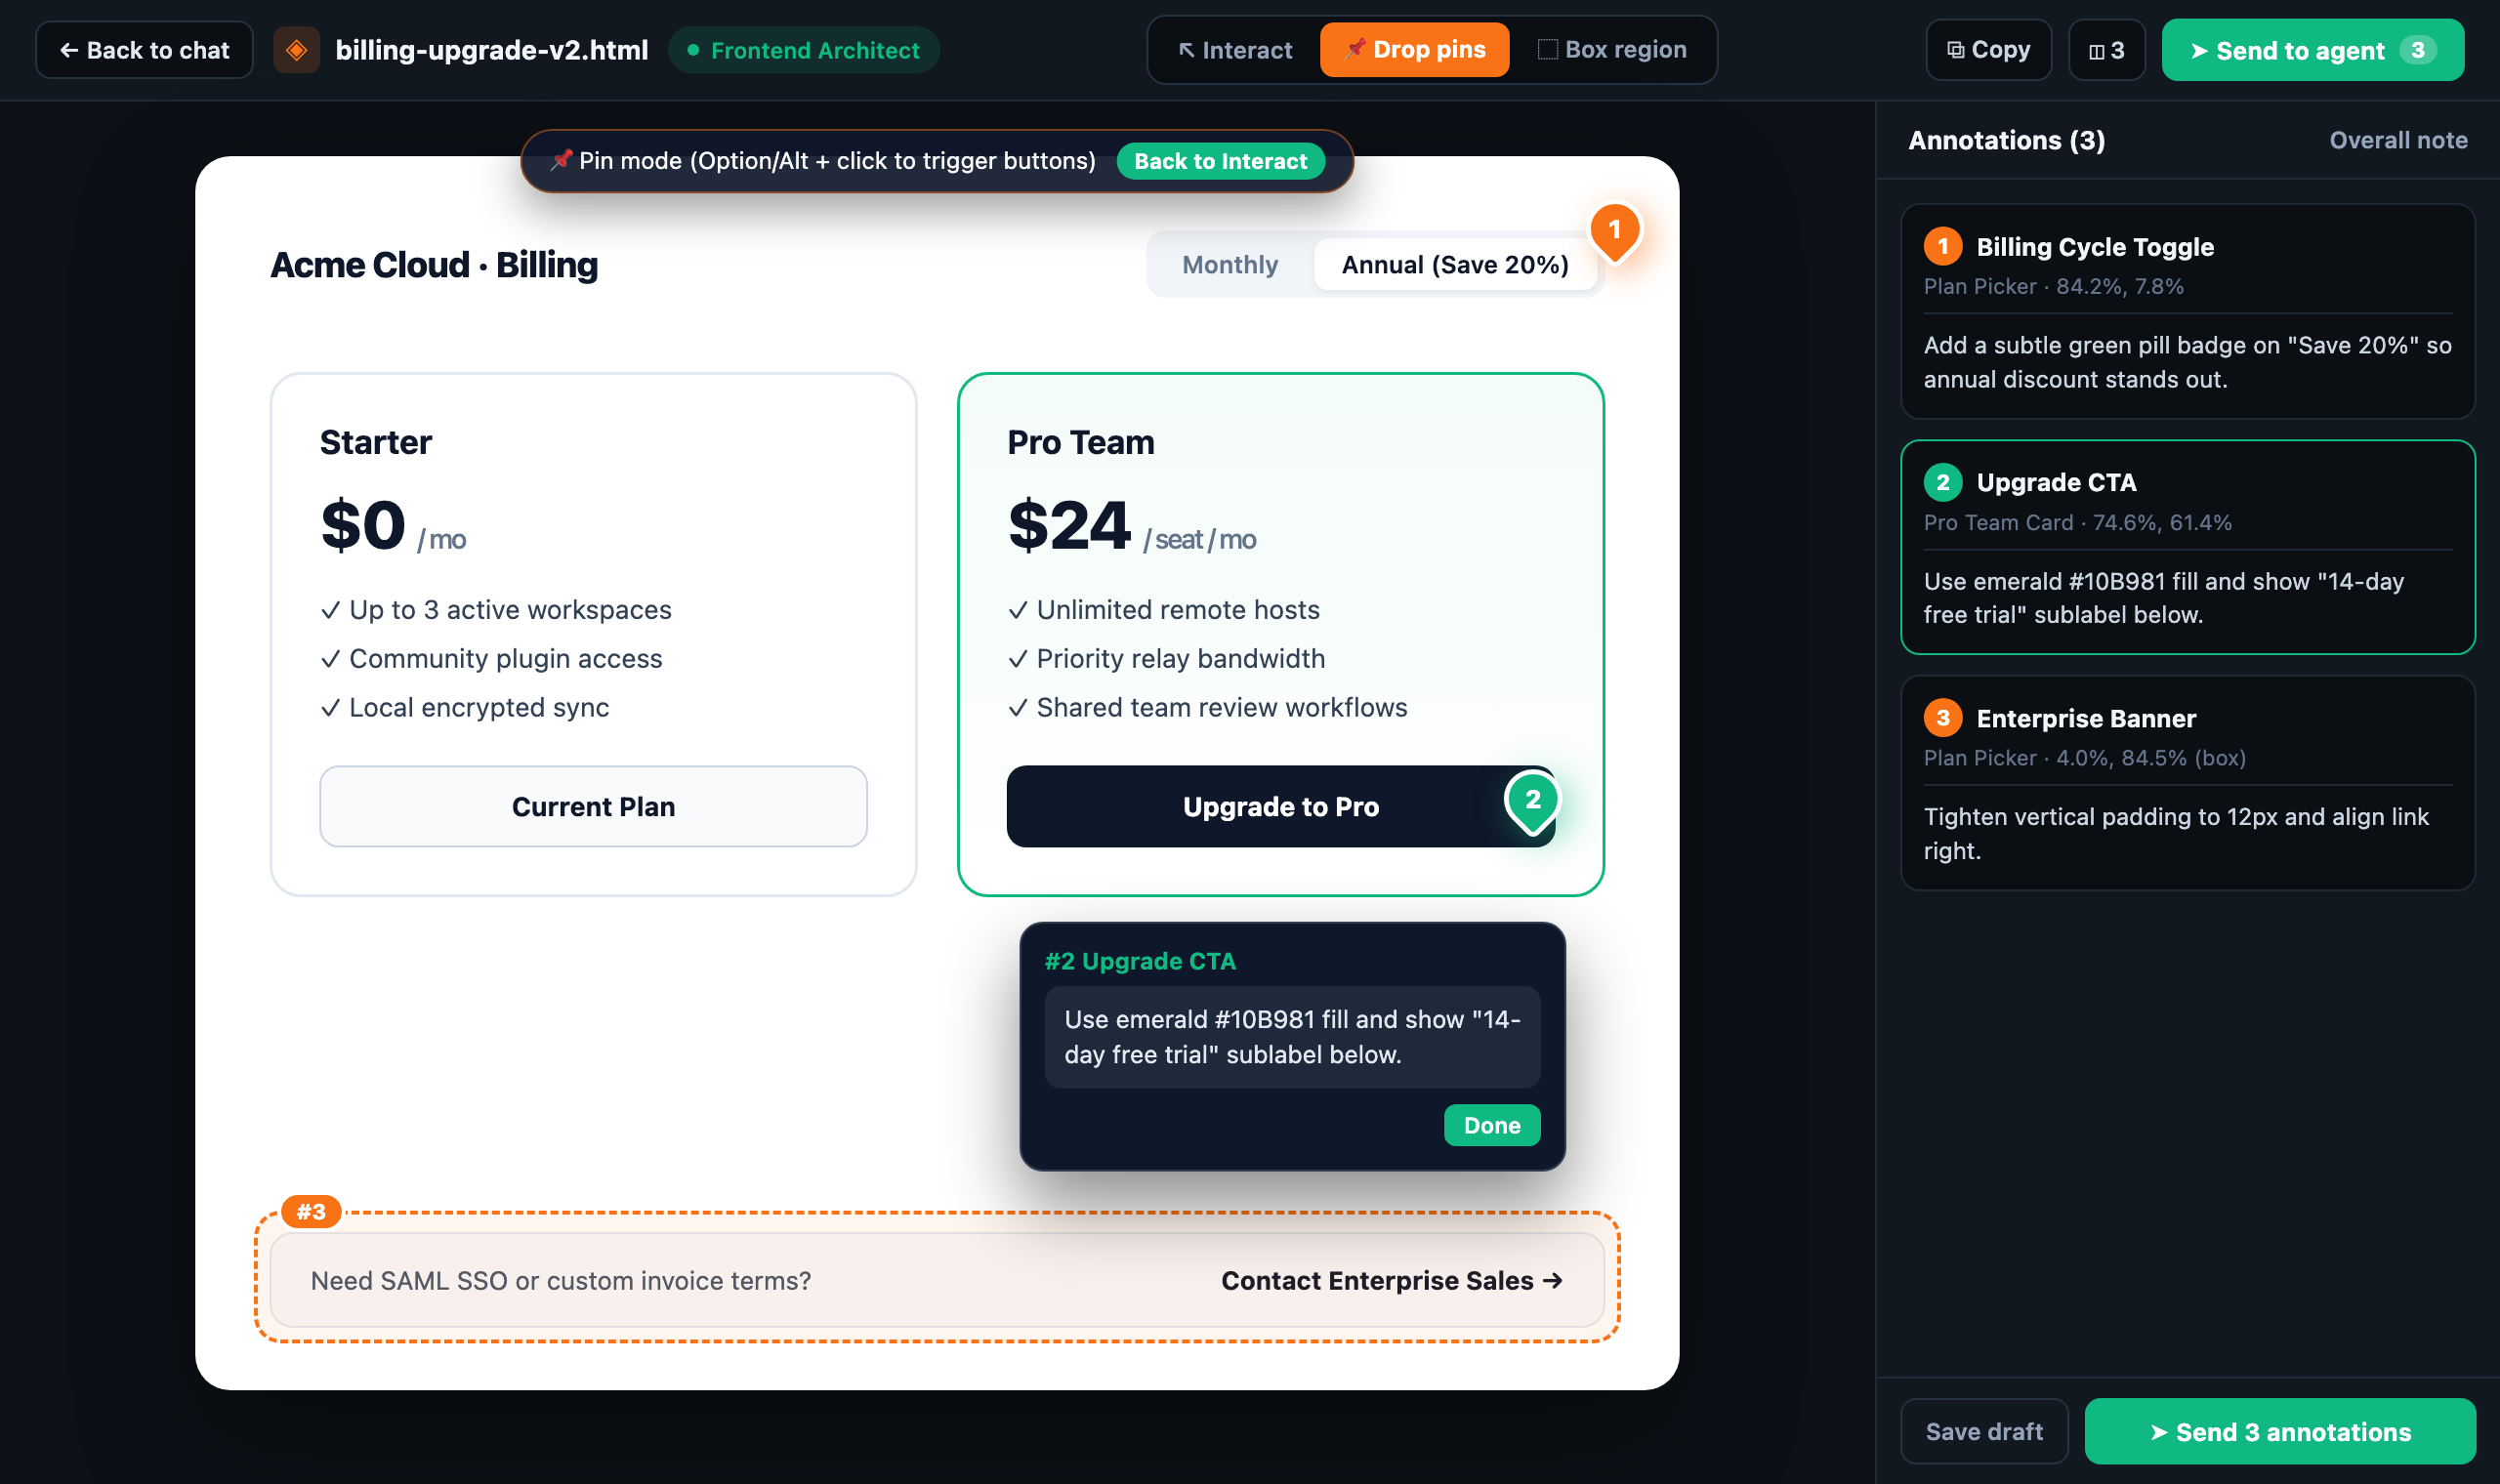 ← Back to chat
billing-upgrade-v2.html
Frontend Architect
Interact
Drop pins
Box region
Copy
3
Send to agent 3
Pin mode (Option/Alt + click to trigger buttons)
Back to Interact
Acme Cloud · Billing
Monthly
Annual (Save 20%)
1
Starter
$0 / mo
✓ Up to 3 active workspaces
✓ Community plugin access
✓ Local encrypted sync
Current Plan
Pro Team
$24 / seat / mo
✓ Unlimited remote hosts
✓ Priority relay bandwidth
✓ Shared team review workflows
Upgrade to Pro
2
#2 Upgrade CTA
Use emerald #10B981 fill and show "14-
day free trial" sublabel below.
Done
#3
Need SAML SSO or custom invoice terms?
Contact Enterprise Sales →
Annotations (3)
Overall note
1 Billing Cycle Toggle
Plan Picker · 84.2%, 7.8%
Add a subtle green pill badge on "Save 20%" so
annual discount stands out.
2 Upgrade CTA
Pro Team Card · 74.6%, 61.4%
Use emerald #10B981 fill and show "14-day
free trial" sublabel below.
3 Enterprise Banner
Plan Picker · 4.0%, 84.5% (box)
Tighten vertical padding to 12px and align link
right.
Save draft
Send 3 annotations